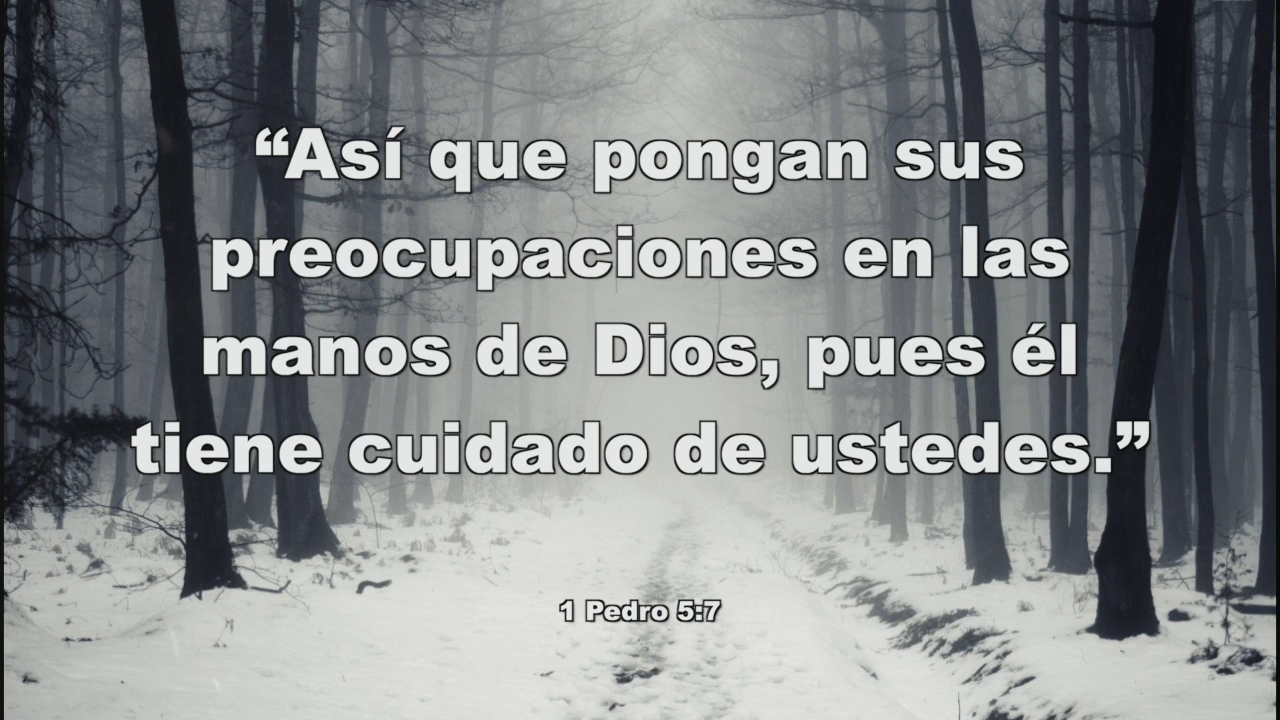 “Así que pongan sus
preocupaciones en las
manos de Dios, pues él
tiene cuidado de ustedes.”
1 Pedro 5:7